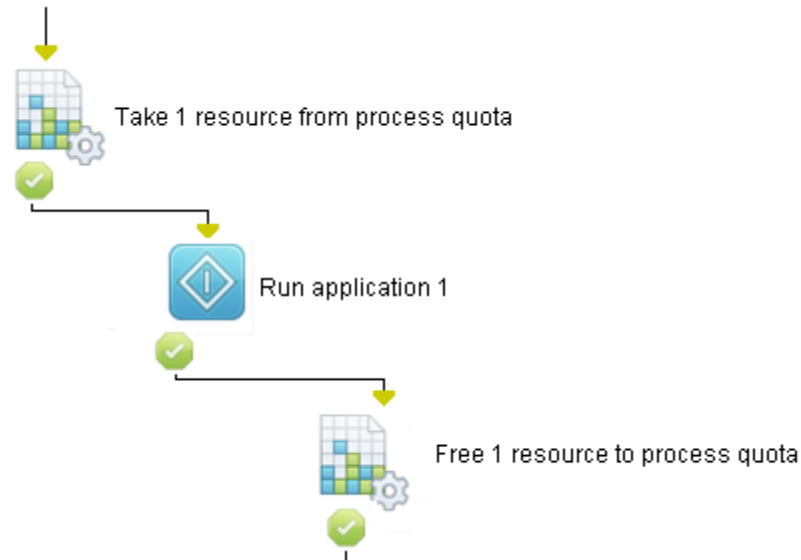 Take 1 resource from process quota
Run application 1
Free 1 resource to process quota